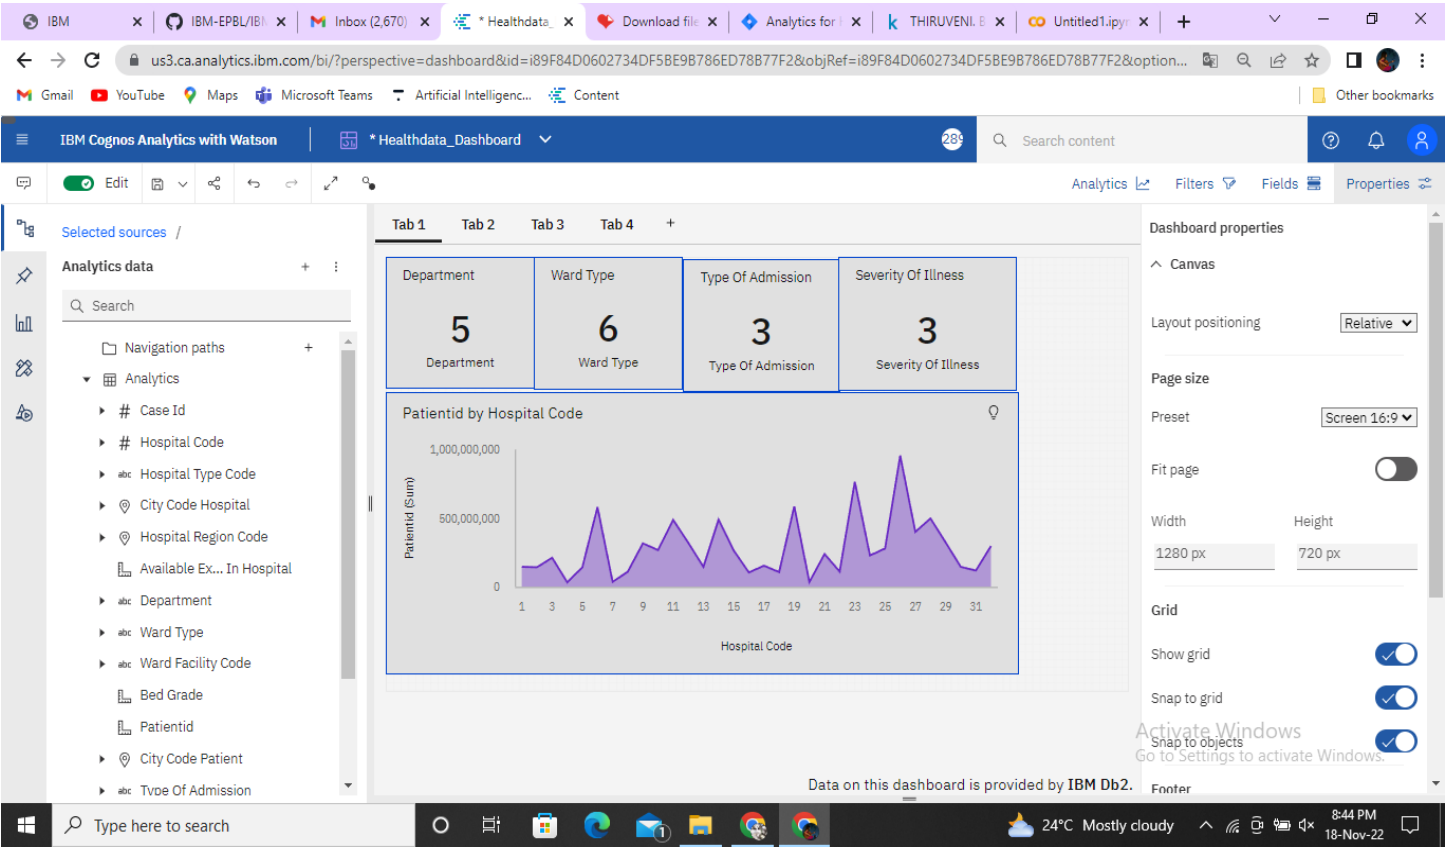 IBM
IBM-EPBL/IBM
Inbox (2,670)
* Healthdata_
Download file
Analytics for
THIRUVENI. B
Untitled1.ipyn
us3.ca.analytics.ibm.com/bi/?perspective=dashboard&id=i89F84D0602734DF5BE9B786ED78B77F2&objRef=i89F84D0602734DF5BE9B786ED78B77F2&option...
Gmail YouTube Maps Microsoft Teams Artificial Intelligenc... Content Other bookmarks
IBM Cognos Analytics with Watson
* Healthdata_Dashboard
289
Search content
Edit
Analytics Filters Fields Properties
Selected sources /
Analytics data
Search
Navigation paths
Analytics
# Case Id
# Hospital Code
abc Hospital Type Code
City Code Hospital
Hospital Region Code
Available Ex... In Hospital
abc Department
abc Ward Type
abc Ward Facility Code
Bed Grade
Patientid
City Code Patient
abc Type Of Admission
Tab 1 Tab 2 Tab 3 Tab 4 +
Department
5
Department
Ward Type
6
Ward Type
Type Of Admission
3
Type Of Admission
Severity Of Illness
3
Severity Of Illness
Patientid by Hospital Code
Patientid (Sum)
1,000,000,000
500,000,000
0
1 3 5 7 9 11 13 15 17 19 21 23 25 27 29 31
Hospital Code
Data on this dashboard is provided by IBM Db2.
Dashboard properties
Canvas
Layout positioning Relative
Page size
Preset Screen 16:9
Fit page
Width Height
1280 px 720 px
Grid
Show grid
Snap to grid
Snap to objects
Footer
Activate Windows
Go to Settings to activate Windows.
Type here to search
1
24°C Mostly cloudy
8:44 PM
18-Nov-22